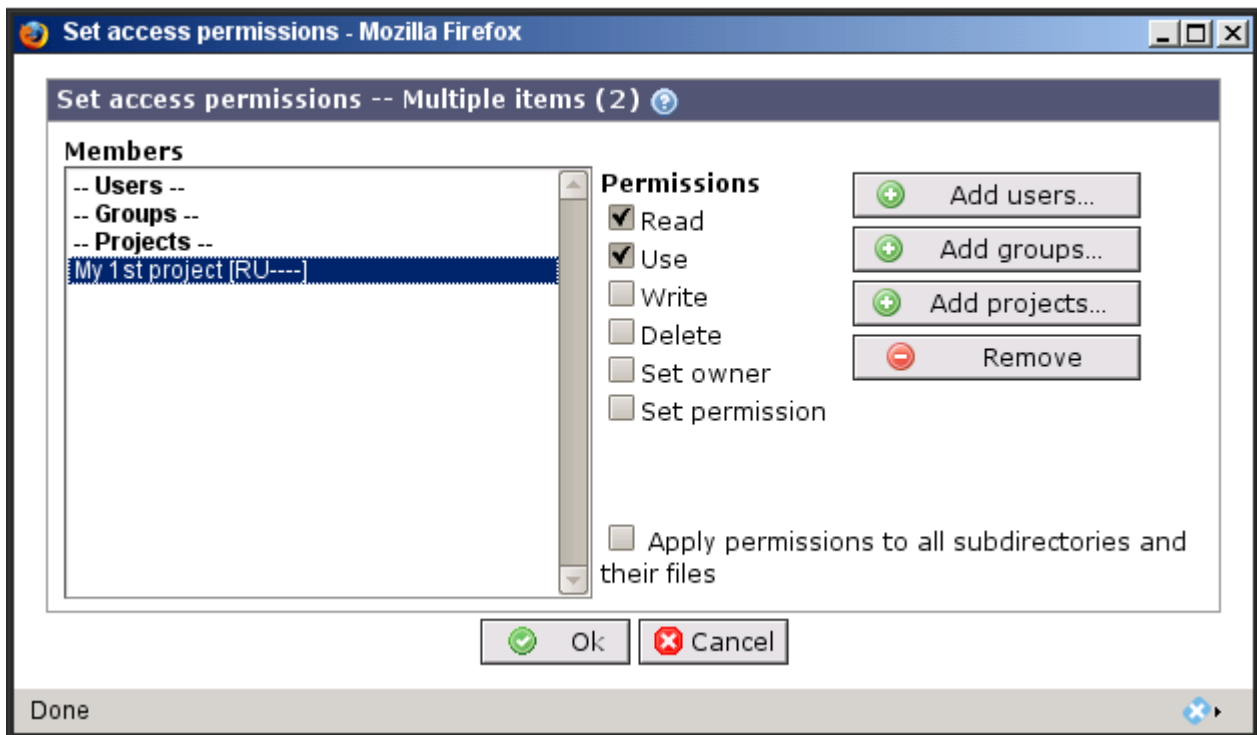 Set access permissions - Mozilla Firefox
Set access permissions -- Multiple items (2)
Members
-- Users --
-- Groups --
-- Projects --
My 1st project [RU----]
Permissions
Read
Use
Write
Delete
Set owner
Set permission
Apply permissions to all subdirectories and
their files
Add users...
Add groups...
Add projects...
Remove
Ok
Cancel
Done